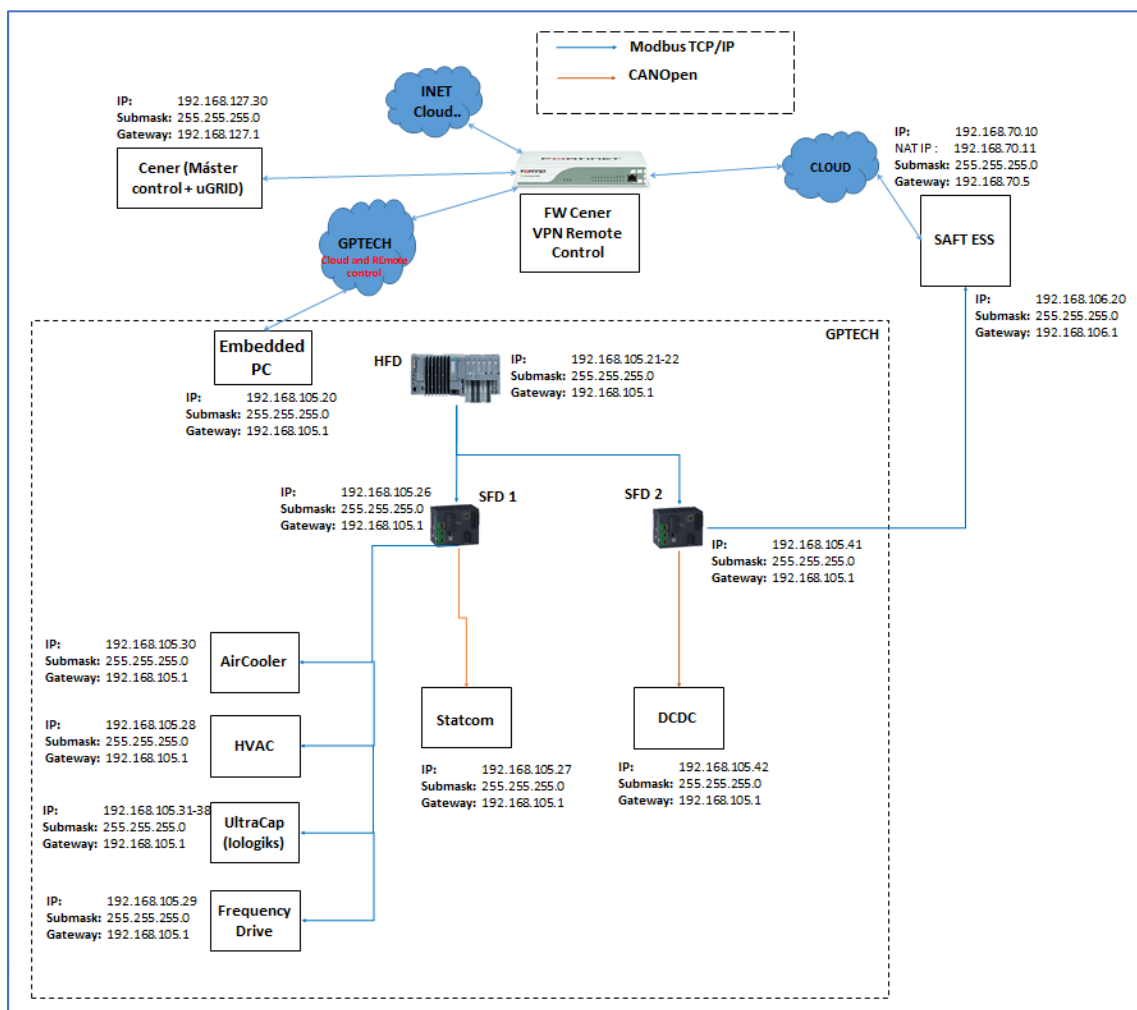 Modbus TCP/IP
CANOpen
INET
Cloud..
IP: 192.168.127.30
Submask: 255.255.255.0
Gateway: 192.168.127.1
Cener (Máster
control + uGRID)
FORTINET
FW Cener
VPN Remote
Control
CLOUD
IP: 192.168.70.10
NAT IP : 192.168.70.11
Submask: 255.255.255.0
Gateway: 192.168.70.5
SAFT ESS
GPTECH
Cloud and REmote
control
IP: 192.168.106.20
Submask: 255.255.255.0
Gateway: 192.168.106.1
GPTECH
Embedded
PC
IP: 192.168.105.20
Submask: 255.255.255.0
Gateway: 192.168.105.1
HFD
IP: 192.168.105.21-22
Submask: 255.255.255.0
Gateway: 192.168.105.1
SFD 1
IP: 192.168.105.26
Submask: 255.255.255.0
Gateway: 192.168.105.1
SFD 2
IP: 192.168.105.41
Submask: 255.255.255.0
Gateway: 192.168.105.1
IP: 192.168.105.30
Submask: 255.255.255.0
Gateway: 192.168.105.1
AirCooler
IP: 192.168.105.28
Submask: 255.255.255.0
Gateway: 192.168.105.1
HVAC
IP: 192.168.105.31-38
Submask: 255.255.255.0
Gateway: 192.168.105.1
UltraCap
(Iologiks)
IP: 192.168.105.29
Submask: 255.255.255.0
Gateway: 192.168.105.1
Frequency
Drive
Statcom
IP: 192.168.105.27
Submask: 255.255.255.0
Gateway: 192.168.105.1
DCDC
IP: 192.168.105.42
Submask: 255.255.255.0
Gateway: 192.168.105.1